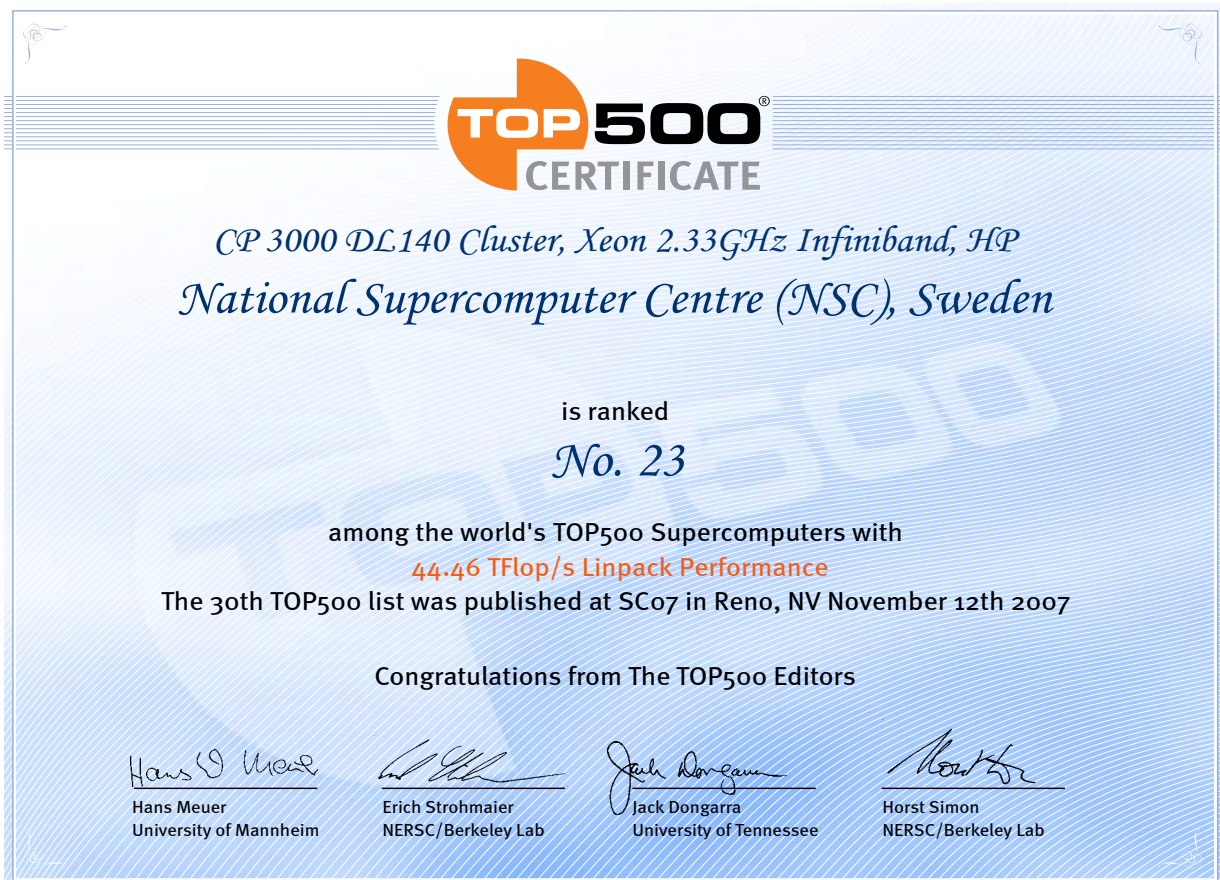 TOP500®
CERTIFICATE
CP 3000 DL140 Cluster, Xeon 2.33GHz Infiniband, HP
National Supercomputer Centre (NSC), Sweden
is ranked
No. 23
among the world's TOP500 Supercomputers with
44.46 TFlop/s Linpack Performance
The 30th TOP500 list was published at SC07 in Reno, NV November 12th 2007
Congratulations from The TOP500 Editors
Hans Meuer
University of Mannheim
Erich Strohmaier
NERSC/Berkeley Lab
Jack Dongarra
University of Tennessee
Horst Simon
NERSC/Berkeley Lab